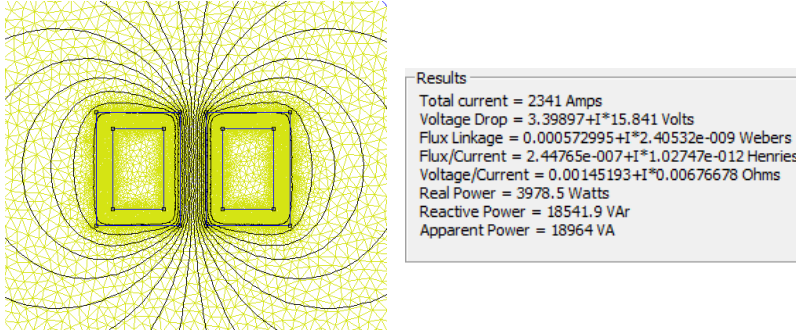 Results
Total current = 2341 Amps
Voltage Drop = 3.39897+I*15.841 Volts
Flux Linkage = 0.000572995+I*2.40532e-009 Webers
Flux/Current = 2.44765e-007+I*1.02747e-012 Henries
Voltage/Current = 0.00145193+I*0.00676678 Ohms
Real Power = 3978.5 Watts
Reactive Power = 18541.9 VAr
Apparent Power = 18964 VA